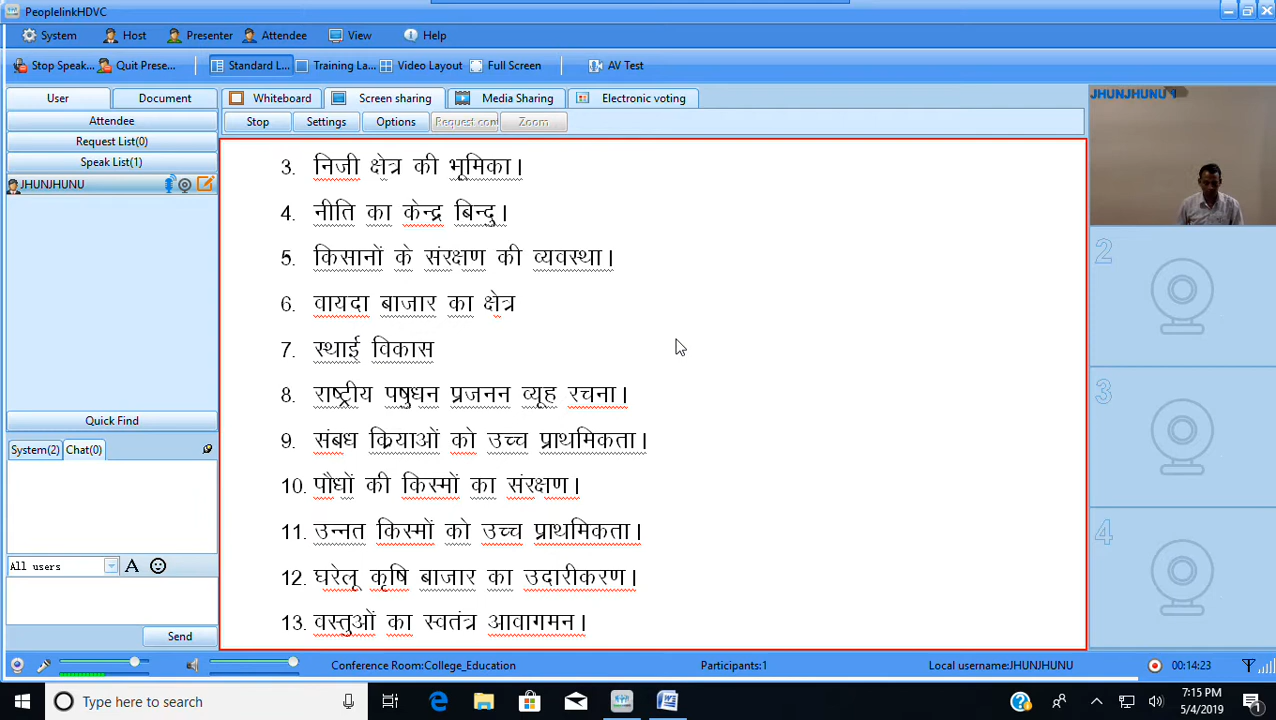 PeoplelinkHDVC
System Host Presenter Attendee View Help
Stop Speak... Quit Prese... Standard L... Training La... Video Layout Full Screen AV Test
User Document Whiteboard Screen sharing Media Sharing Electronic voting
Attendee Stop Settings Options Request cont Zoom
Request List(0)
Speak List(1)
JHUNJHUNU
JHUNJHUNU
3. निजी क्षेत्र की भूमिका।
4. नीति का केन्द्र बिन्दु।
5. किसानों के संरक्षण की व्यवस्था।
6. वायदा बाजार का क्षेत्र
7. स्थाई विकास
8. राष्ट्रीय पषुधन प्रजनन व्यूह रचना।
9. संबध क्रियाओं को उच्च प्राथमिकता।
10. पौधों की किस्मों का संरक्षण।
11. उन्नत किस्मों को उच्च प्राथमिकता।
12. घरेलू कृषि बाजार का उदारीकरण।
13. वस्तुओं का स्वतंत्र आवागमन।
2
3
4
Quick Find
System(2) Chat(0)
All users A
Send
Conference Room:College_Education Participants:1 Local username:JHUNJHUNU 00:14:23
Type here to search
7:15 PM
5/4/2019
1